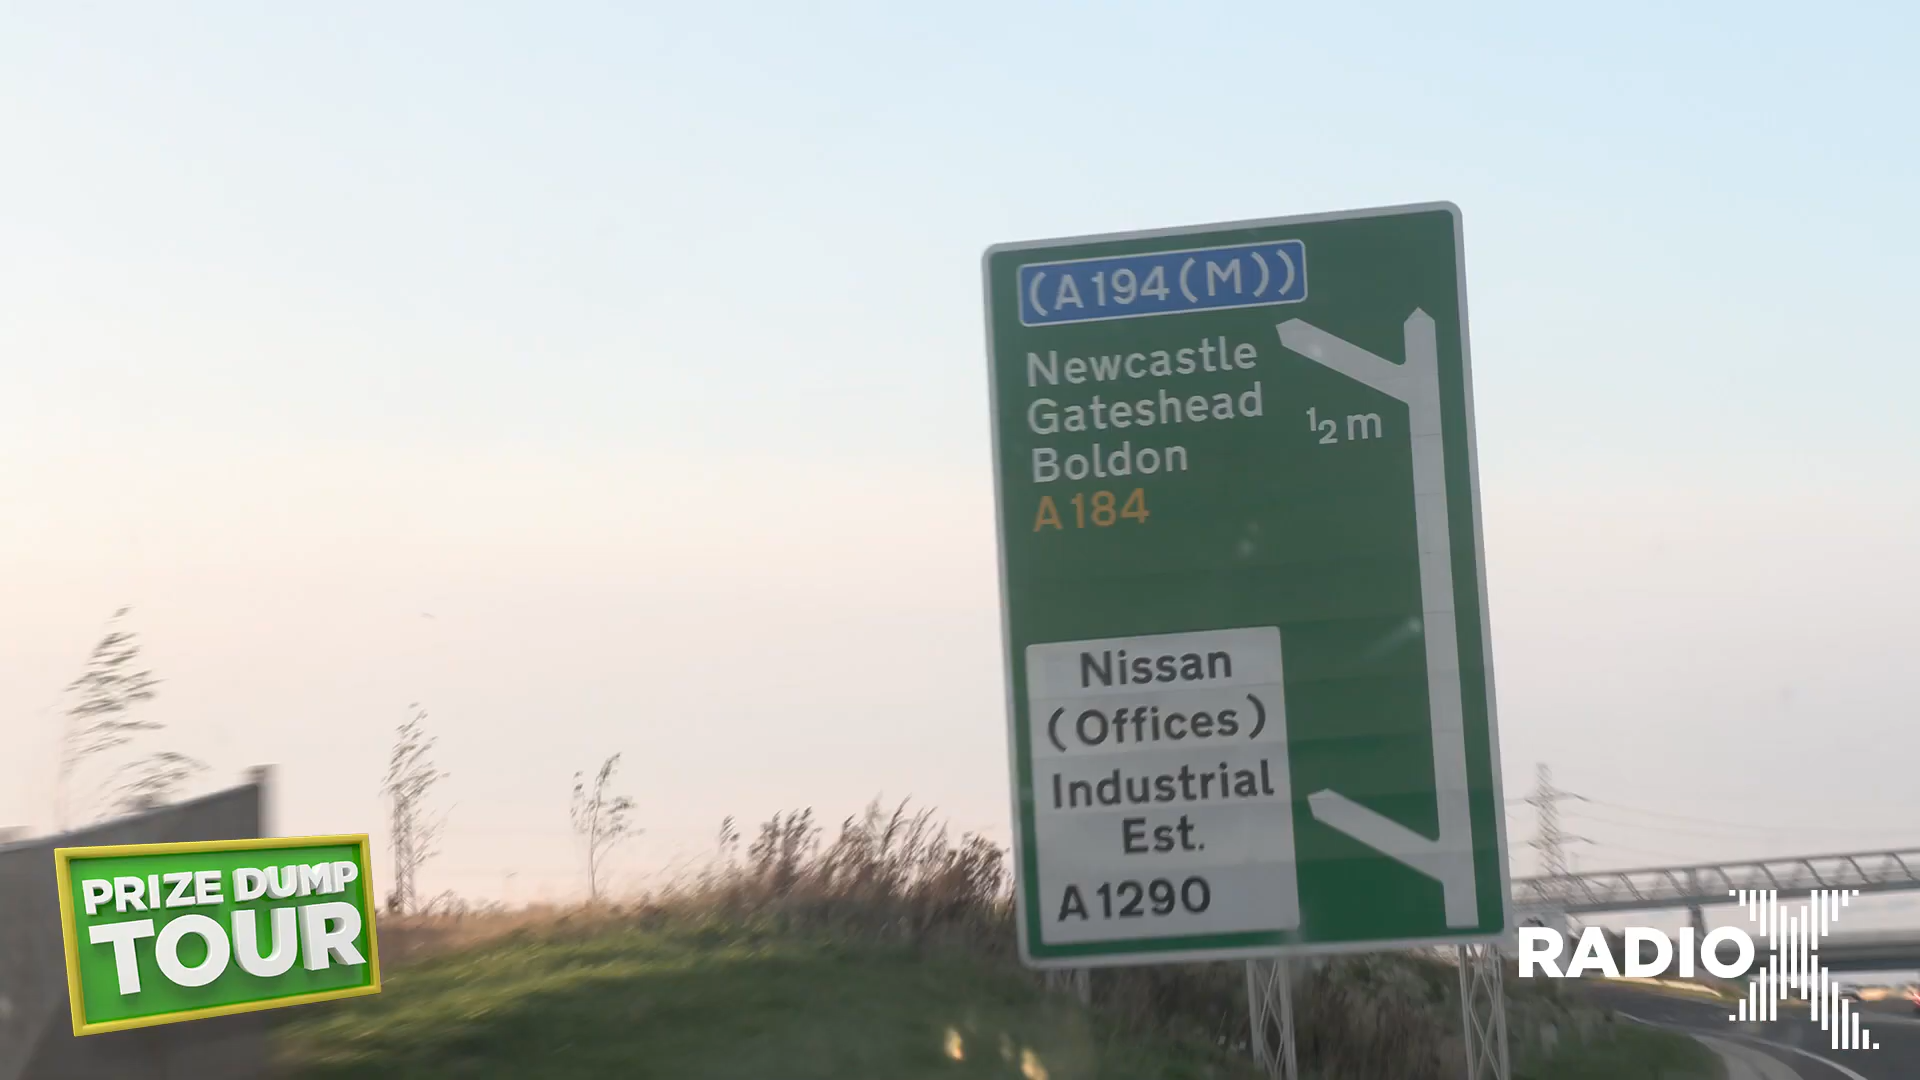 (A194(M))
Newcastle
Gateshead
Boldon
A184
½ m
Nissan
(Offices)
Industrial
Est.
A1290
PRIZE DUMP
TOUR
RADIO X